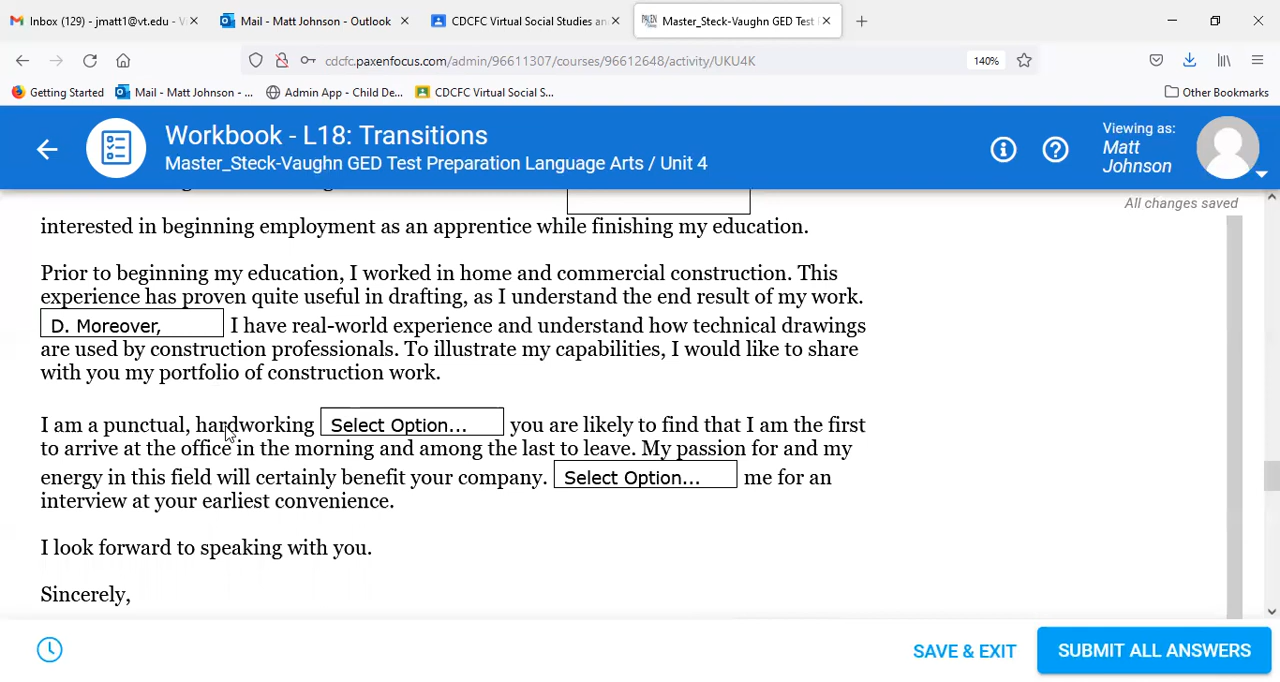 Inbox (129) - jmatt1@vt.edu - V
Mail - Matt Johnson - Outlook
CDCFC Virtual Social Studies an
PAXEN Master_Steck-Vaughn GED Test
cdcfc.paxenfocus.com/admin/96611307/courses/96612648/activity/UKU4K
140%
Getting Started
Mail - Matt Johnson - ...
Admin App - Child De...
CDCFC Virtual Social S...
Other Bookmarks
Workbook - L18: Transitions
Master_Steck-Vaughn GED Test Preparation Language Arts / Unit 4
Viewing as:
Matt
Johnson
All changes saved
interested in beginning employment as an apprentice while finishing my education.
Prior to beginning my education, I worked in home and commercial construction. This
experience has proven quite useful in drafting, as I understand the end result of my work.
D. Moreover, I have real-world experience and understand how technical drawings
are used by construction professionals. To illustrate my capabilities, I would like to share
with you my portfolio of construction work.
I am a punctual, hardworking Select Option... you are likely to find that I am the first
to arrive at the office in the morning and among the last to leave. My passion for and my
energy in this field will certainly benefit your company. Select Option... me for an
interview at your earliest convenience.
I look forward to speaking with you.
Sincerely,
SAVE & EXIT
SUBMIT ALL ANSWERS